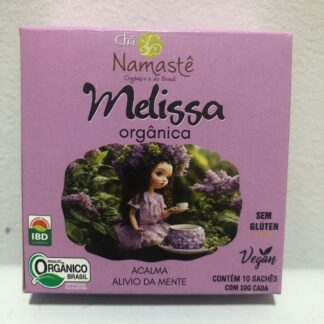 Chá
Namastê
Orgânico e do Brasil
Melissa
orgânica
IBD
PRODUTO
ORGÂNICO
BRASIL
SEM
GLÚTEN
Vegan
ACALMA
ALIVIO DA MENTE
CONTÉM 10 SACHÊS
COM 10G CADA